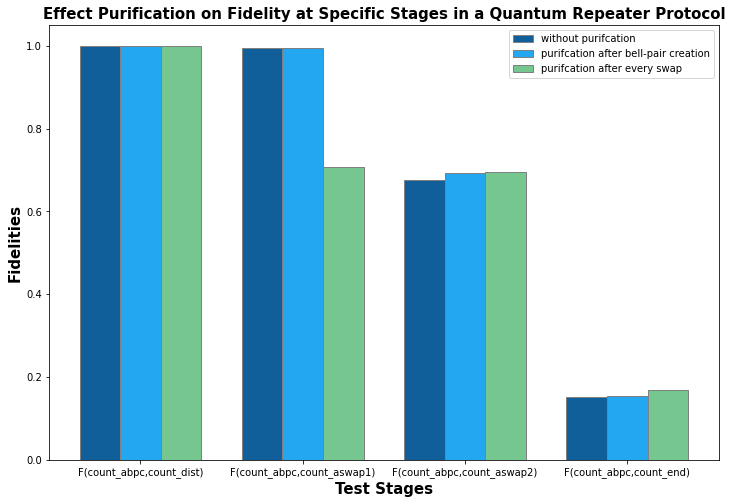 Effect Purification on Fidelity at Specific Stages in a Quantum Repeater Protocol
without purifcation
purifcation after bell-pair creation
purifcation after every swap
Fidelities
1.0
0.8
0.6
0.4
0.2
0.0
F(count_abpc,count_dist)
F(count_abpc,count_aswap1)
F(count_abpc,count_aswap2)
F(count_abpc,count_end)
Test Stages